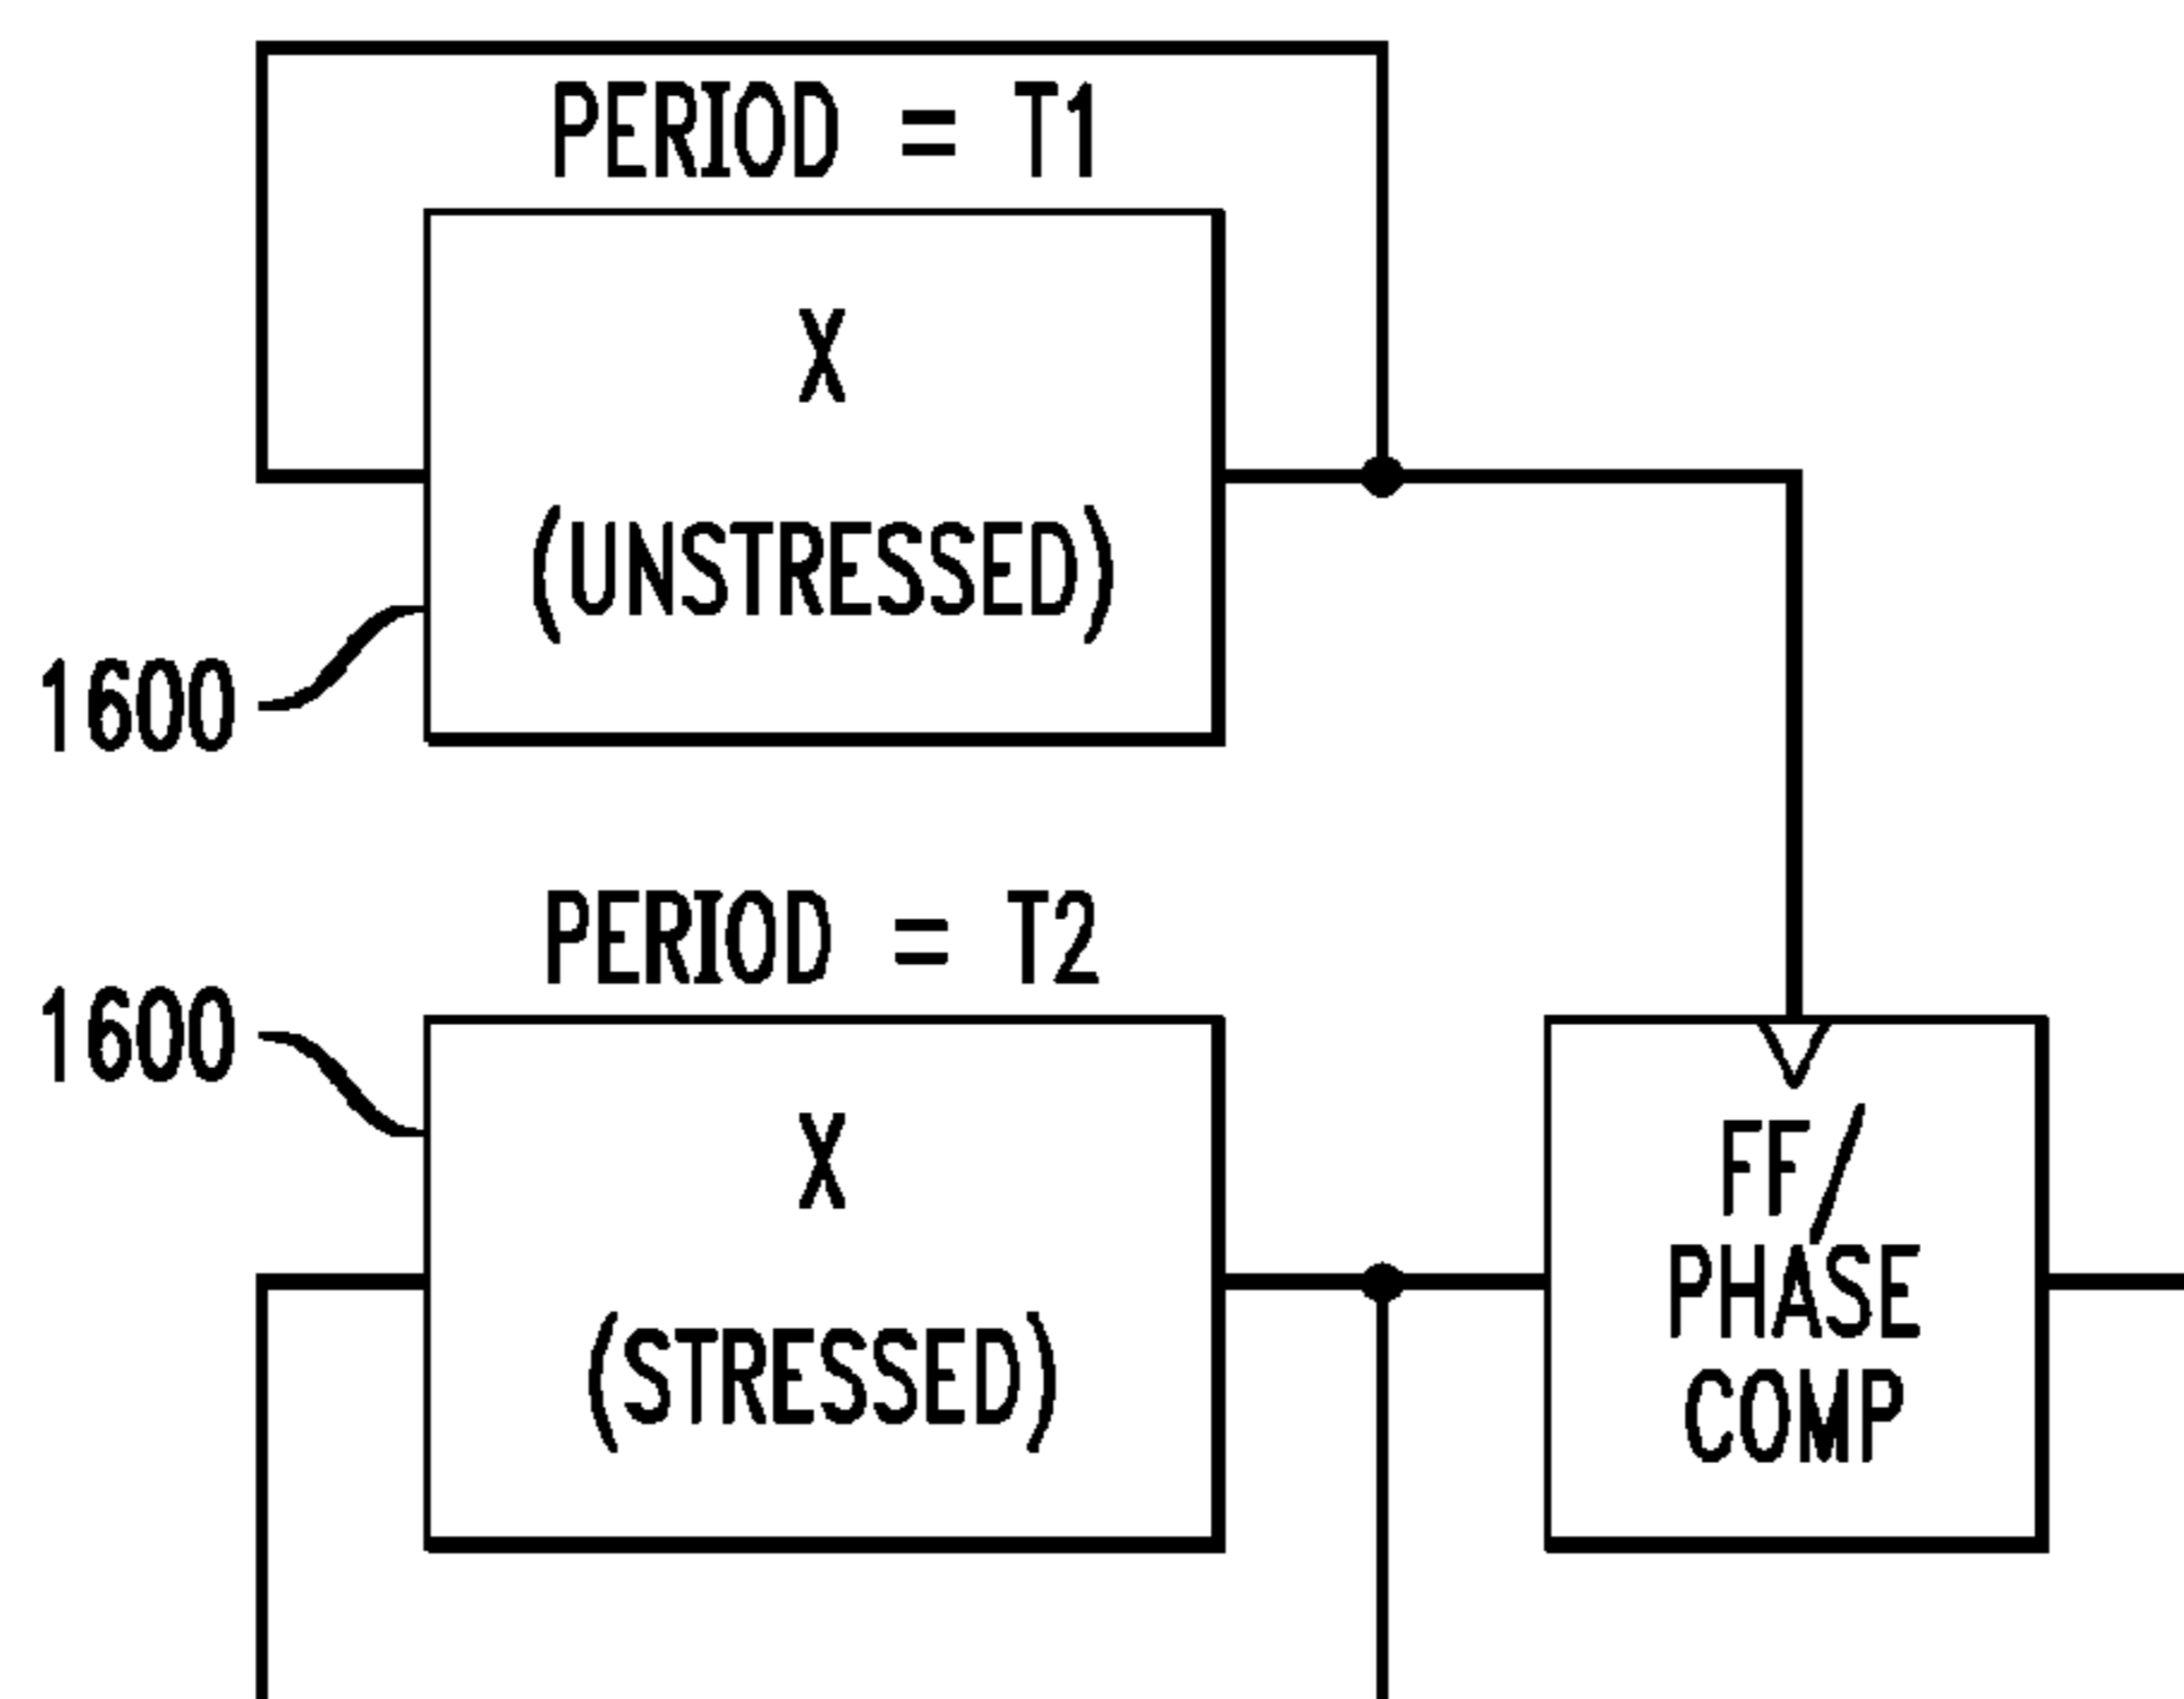 PERIOD = T1
X
(UNSTRESSED)
1600
PERIOD = T2
1600
X
(STRESSED)
FF/
PHASE
COMP